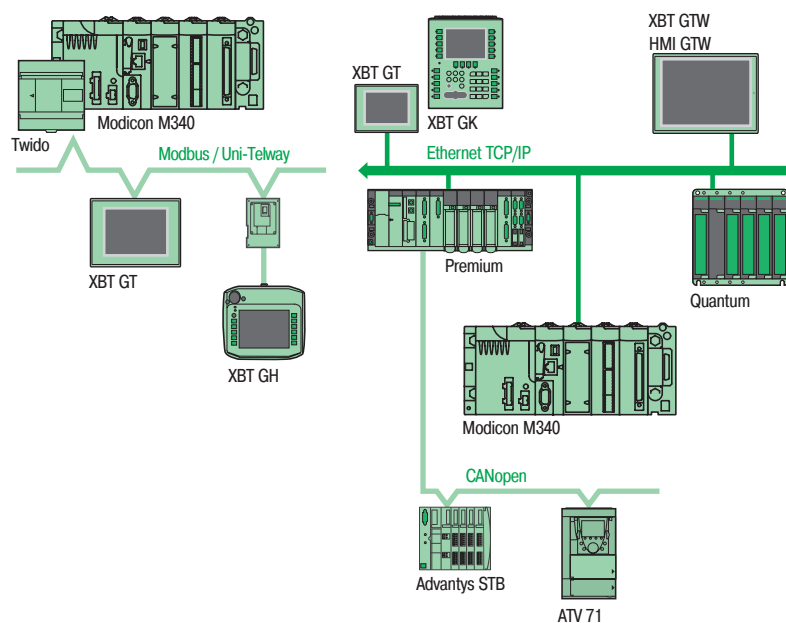 XBT GTW
HMI GTW
XBT GT
XBT GK
Modicon M340
Twido
Modbus / Uni-Telway
Ethernet TCP/IP
XBT GT
Premium
Quantum
XBT GH
Modicon M340
CANopen
Advantys STB
ATV 71